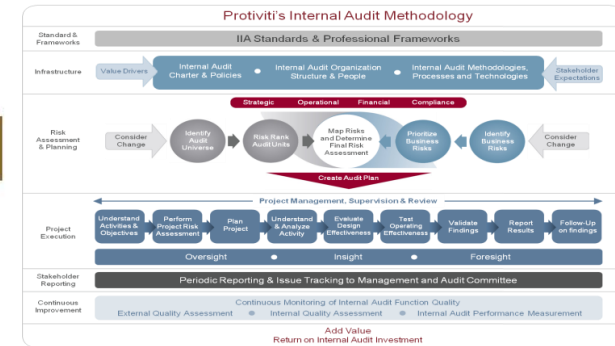 Protiviti's Internal Audit Methodology
Standard &
Frameworks
IIA Standards & Professional Frameworks
Infrastructure
Value Drivers
Internal Audit
Charter & Policies
Internal Audit Organization
Structure & People
Internal Audit Methodologies,
Processes and Technologies
Stakeholder
Expectations
Strategic Operational Financial Compliance
Risk
Assessment
& Planning
Consider
Change
Identify
Audit
Universe
Risk Rank
Audit Units
Map Risks
and Determine
Final Risk
Assessment
Prioritize
Business
Risks
Identify
Business
Risks
Consider
Change
Create Audit Plan
Project Management, Supervision & Review
Project
Execution
Understand
Activities &
Objectives
Perform
Project Risk
Assessment
Plan
Project
Understand
& Analyze
Activity
Evaluate
Design
Effectiveness
Test
Operating
Effectiveness
Validate
Findings
Report
Results
Follow-Up
on findings
Oversight • Insight • Foresight
Stakeholder
Reporting
Periodic Reporting & Issue Tracking to Management and Audit Committee
Continuous
Improvement
Continuous Monitoring of Internal Audit Function Quality
External Quality Assessment • Internal Quality Assessment • Internal Audit Performance Measurement
Add Value
Return on Internal Audit Investment